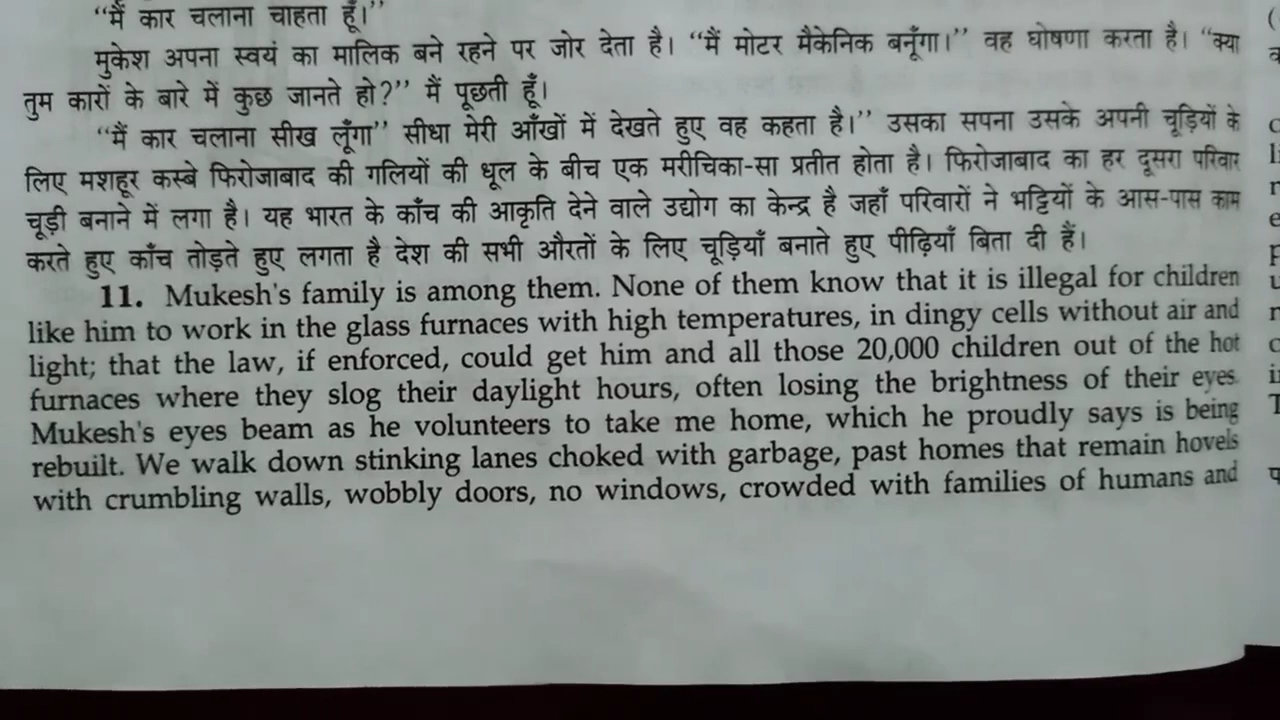 “मैं कार चलाना चाहता हूँ।”
मुकेश अपना स्वयं का मालिक बने रहने पर जोर देता है। “मैं मोटर मैकेनिक बनूँगा।” वह घोषणा करता है। “क्या
तुम कारों के बारे में कुछ जानते हो?” मैं पूछती हूँ।
“मैं कार चलाना सीख लूँगा” सीधा मेरी आँखों में देखते हुए वह कहता है।” उसका सपना उसके अपनी चूड़ियों के
लिए मशहूर कस्बे फिरोजाबाद की गलियों की धूल के बीच एक मरीचिका-सा प्रतीत होता है। फिरोजाबाद का हर दूसरा परिवार
चूड़ी बनाने में लगा है। यह भारत के काँच की आकृति देने वाले उद्योग का केन्द्र है जहाँ परिवारों ने भट्टियों के आस-पास काम
करते हुए काँच तोड़ते हुए लगता है देश की सभी औरतों के लिए चूड़ियाँ बनाते हुए पीढ़ियाँ बिता दी हैं।
11. Mukesh's family is among them. None of them know that it is illegal for children
like him to work in the glass furnaces with high temperatures, in dingy cells without air and
light; that the law, if enforced, could get him and all those 20,000 children out of the hot
furnaces where they slog their daylight hours, often losing the brightness of their eyes.
Mukesh's eyes beam as he volunteers to take me home, which he proudly says is being
rebuilt. We walk down stinking lanes choked with garbage, past homes that remain hovels
with crumbling walls, wobbly doors, no windows, crowded with families of humans and